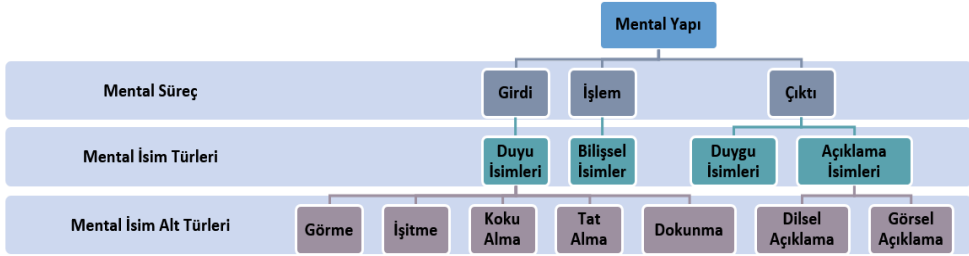 Mental Yapı
Mental Süreç
Girdi
İşlem
Çıktı
Mental İsim Türleri
Duyu
İsimleri
Bilişsel
İsimler
Duygu
İsimleri
Açıklama
İsimleri
Mental İsim Alt Türleri
Görme
İşitme
Koku
Alma
Tat
Alma
Dokunma
Dilsel
Açıklama
Görsel
Açıklama